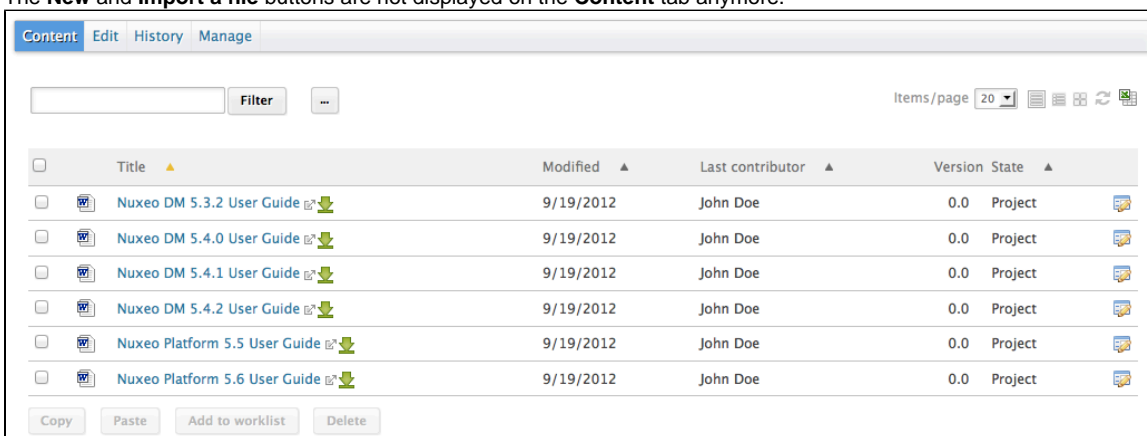 The New and Import a file buttons are not displayed on the Content tab anymore.
Content Edit History Manage
Filter ... Items/page 20
Title Modified Last contributor Version State
Nuxeo DM 5.3.2 User Guide 9/19/2012 John Doe 0.0 Project
Nuxeo DM 5.4.0 User Guide 9/19/2012 John Doe 0.0 Project
Nuxeo DM 5.4.1 User Guide 9/19/2012 John Doe 0.0 Project
Nuxeo DM 5.4.2 User Guide 9/19/2012 John Doe 0.0 Project
Nuxeo Platform 5.5 User Guide 9/19/2012 John Doe 0.0 Project
Nuxeo Platform 5.6 User Guide 9/19/2012 John Doe 0.0 Project
Copy Paste Add to worklist Delete